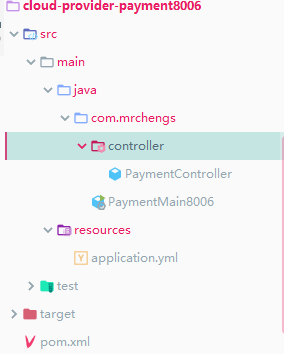 cloud-provider-payment8006
src
main
java
com.mrchengs
controller
PaymentController
PaymentMain8006
resources
application.yml
test
target
pom.xml